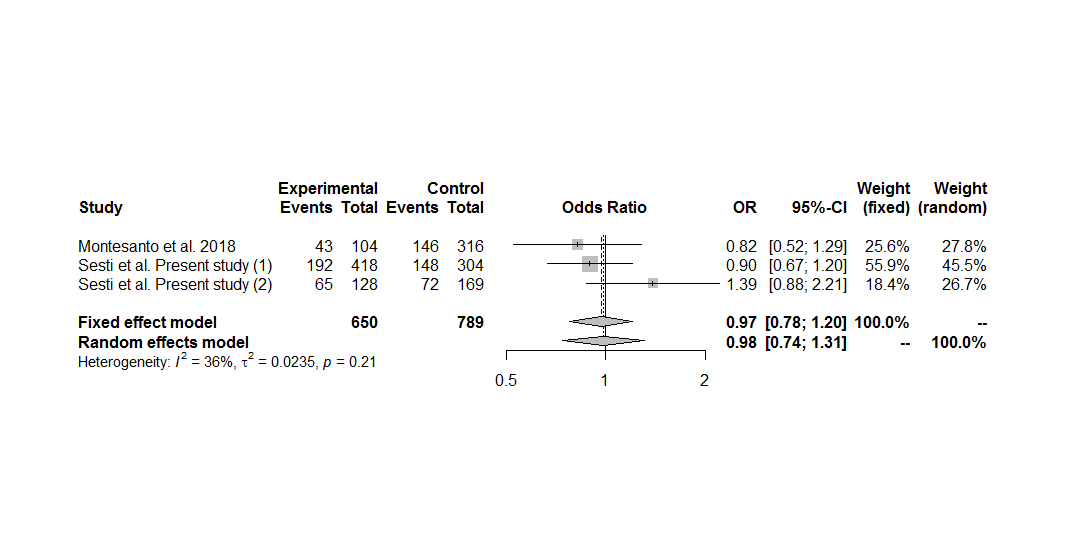 Experimental Control Weight Weight
Study Events Total Events Total Odds Ratio OR 95%-CI (fixed) (random)
Montesanto et al. 2018 43 104 146 316 0.82 [0.52; 1.29] 25.6% 27.8%
Sesti et al. Present study (1) 192 418 148 304 0.90 [0.67; 1.20] 55.9% 45.5%
Sesti et al. Present study (2) 65 128 72 169 1.39 [0.88; 2.21] 18.4% 26.7%
Fixed effect model 650 789 0.97 [0.78; 1.20] 100.0% --
Random effects model 0.98 [0.74; 1.31] -- 100.0%
Heterogeneity: I² = 36%, τ² = 0.0235, p = 0.21
0.5 1 2